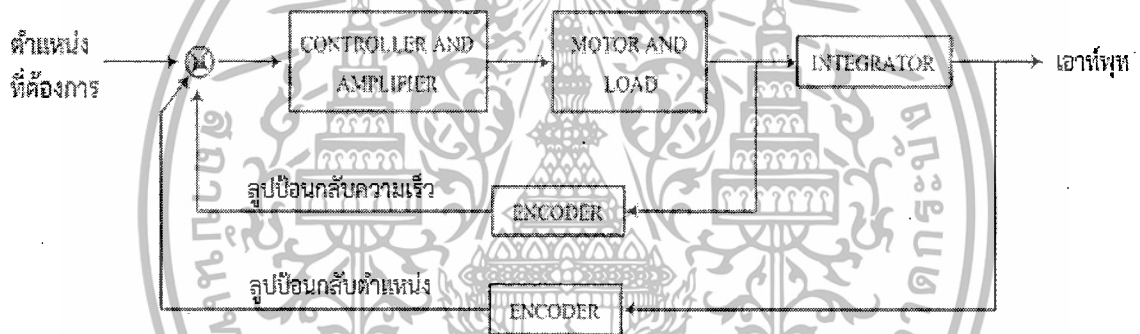 ตำแหน่ง
ที่ต้องการ
CONTROLLER AND
AMPLIFIER
MOTOR AND
LOAD
INTEGRATOR
เอาท์พุท
ลูปป้อนกลับความเร็ว
ENCODER
ลูปป้อนกลับตำแหน่ง
ENCODER